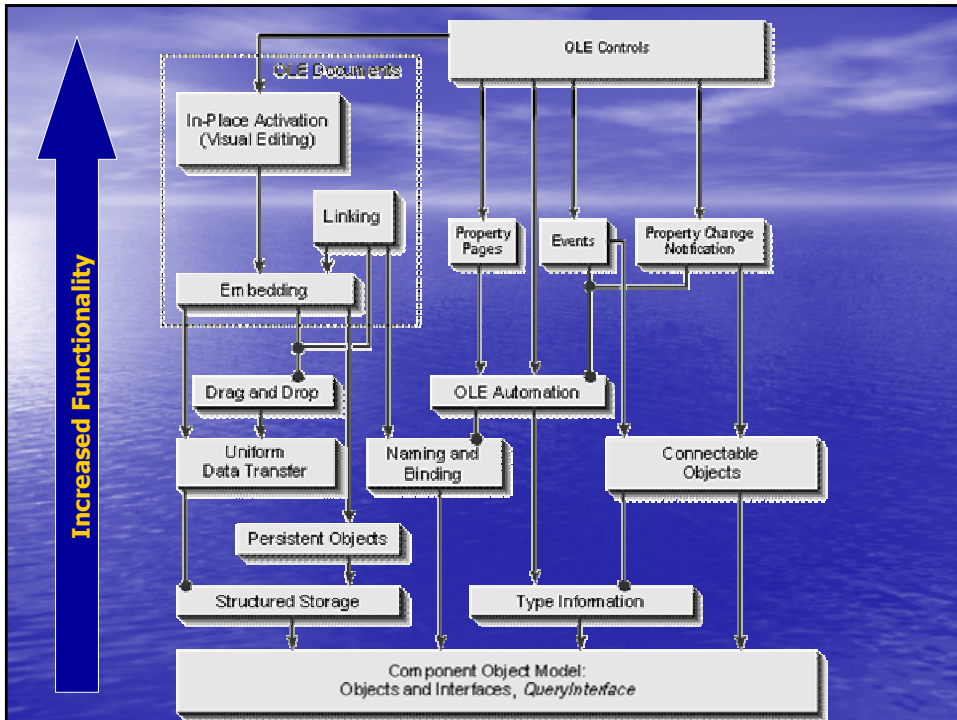 OLE Controls
OLE Documents
In-Place Activation
(Visual Editing)
Linking
Property
Pages
Events
Property Change
Notification
Embedding
Increased Functionality
Drag and Drop
OLE Automation
Uniform
Data Transfer
Naming and
Binding
Connectable
Objects
Persistent Objects
Structured Storage
Type Information
Component Object Model:
Objects and Interfaces, QueryInterface